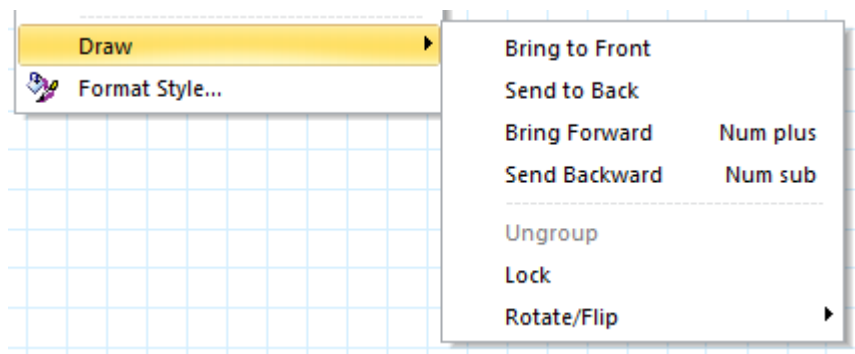 Draw
Format Style...
Bring to Front
Send to Back
Bring Forward Num plus
Send Backward Num sub
Ungroup
Lock
Rotate/Flip